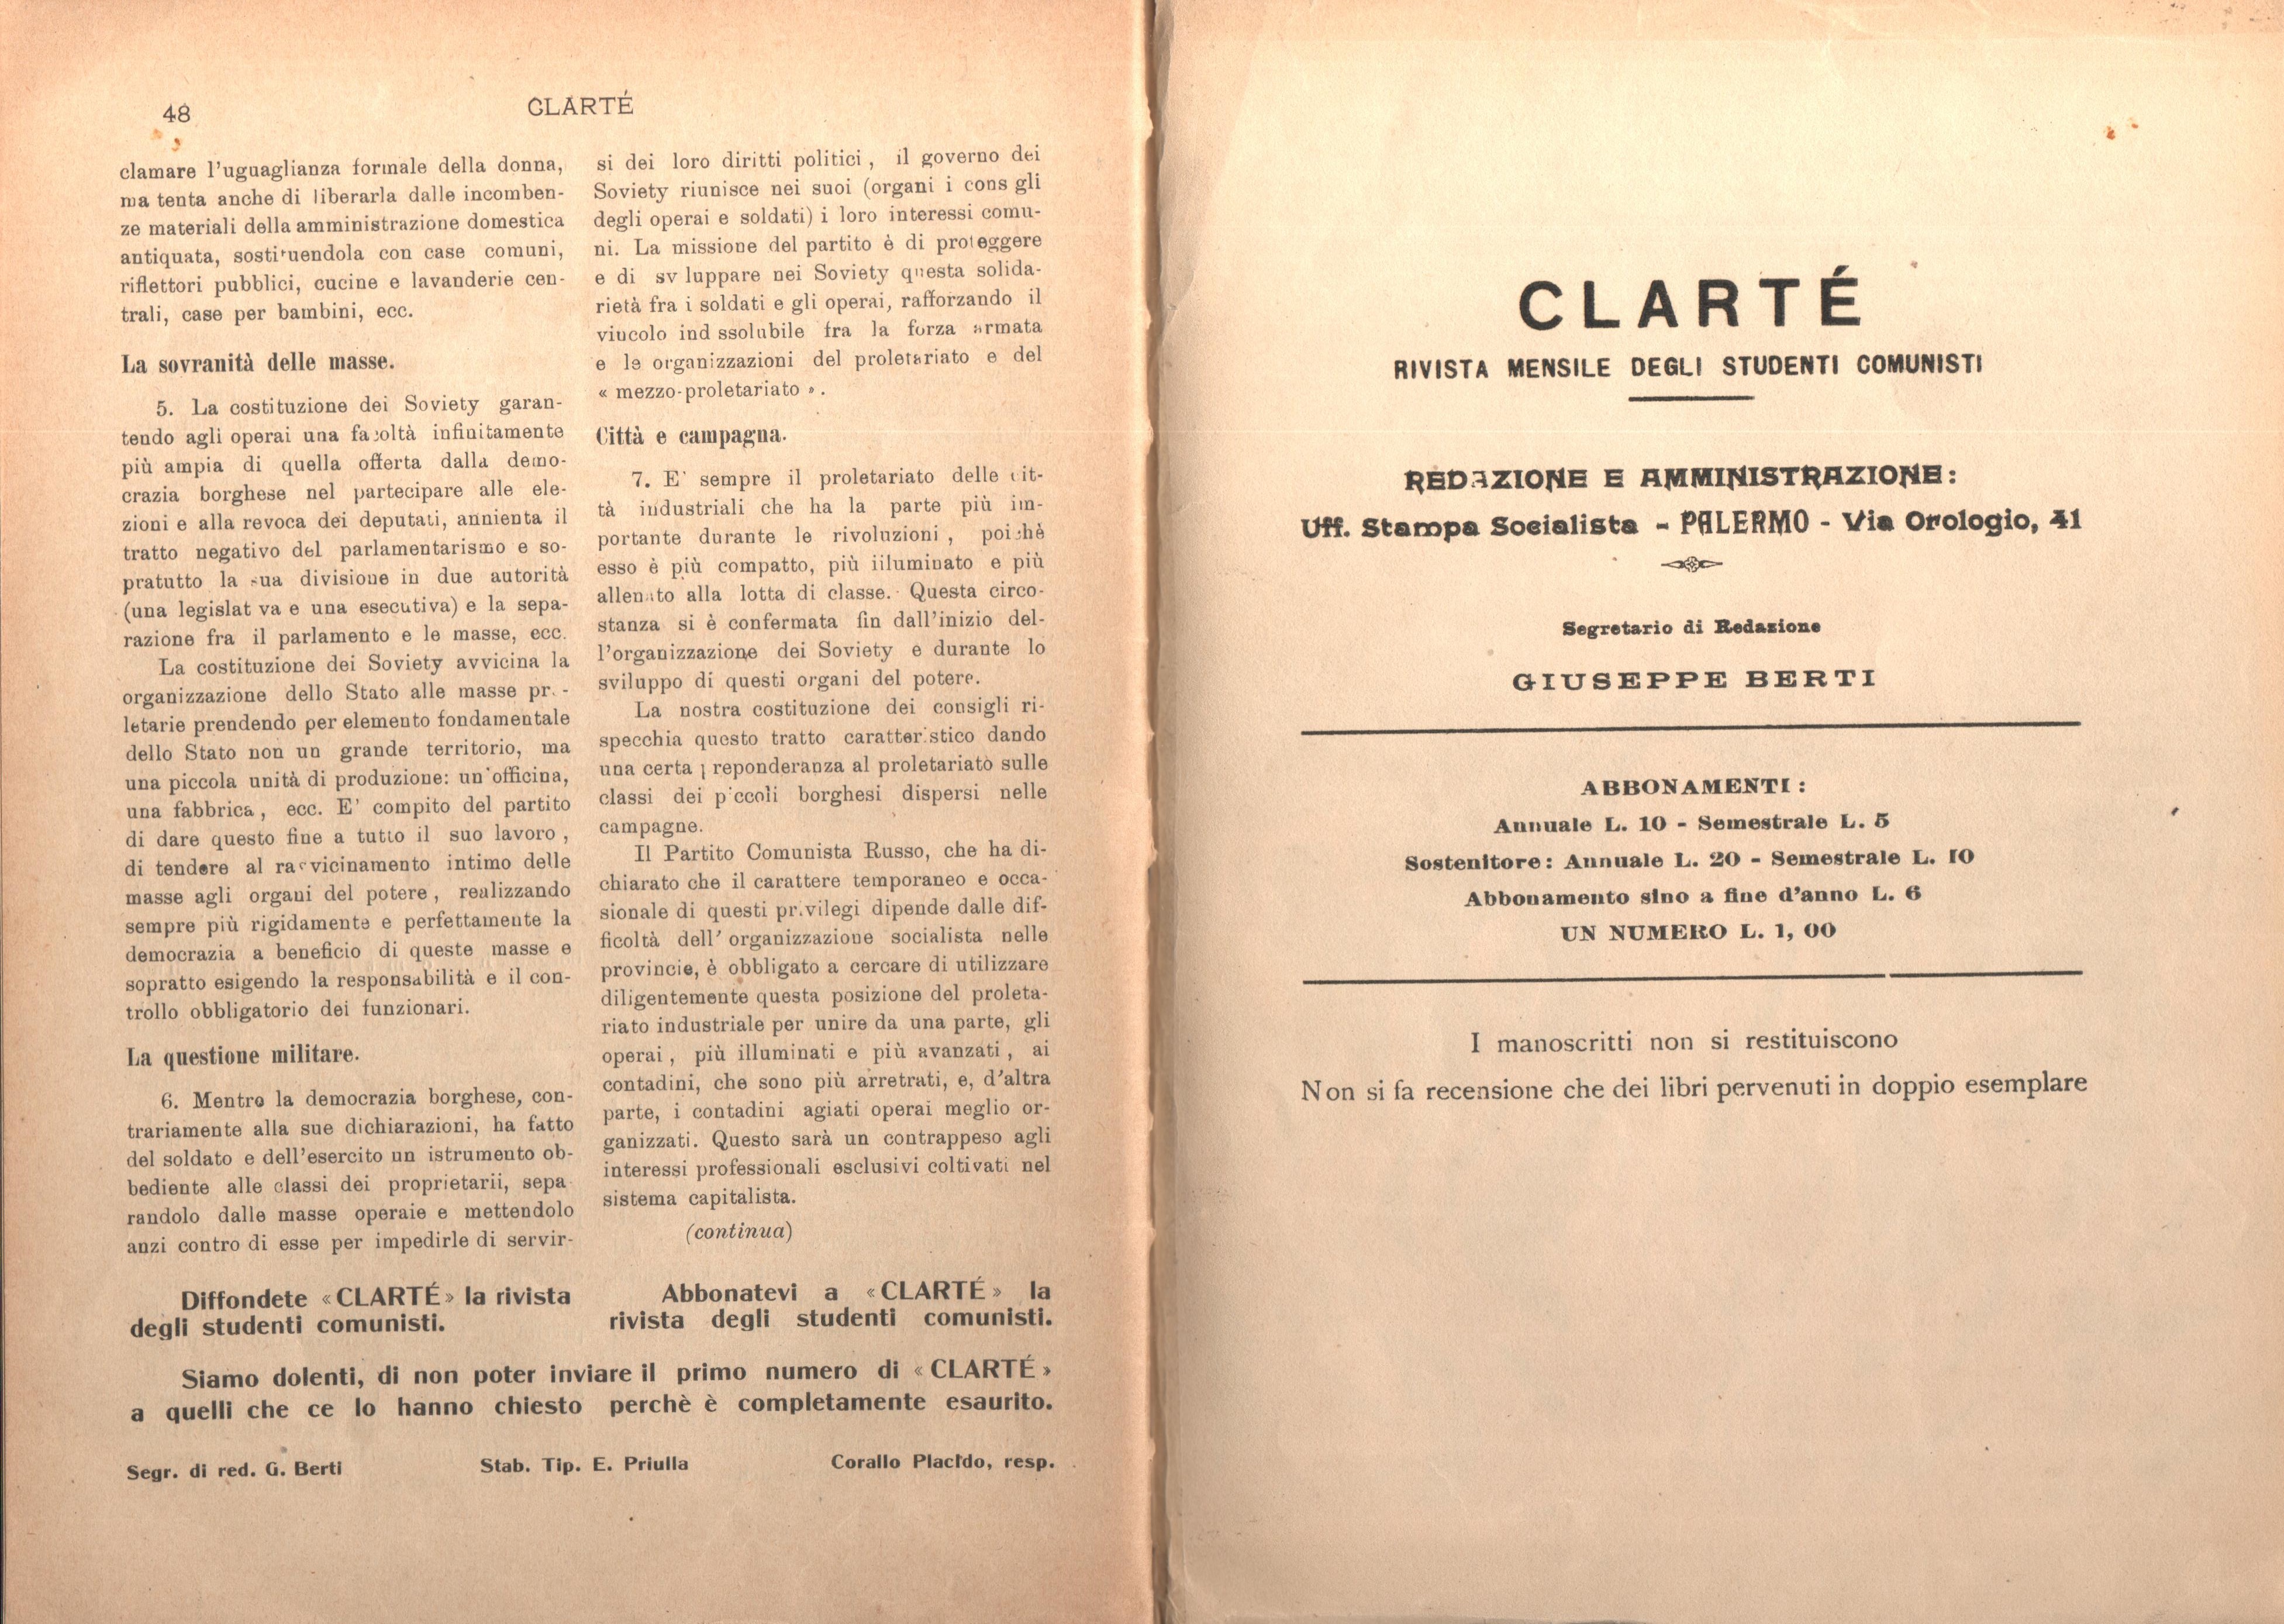 48
CLARTÉ
clamare l'uguaglianza formale della donna,
ma tenta anche di liberarla dalle incomben-
ze materiali della amministrazione domestica
antiquata, sostituendola con case comuni,
riflettori pubblici, cucine e lavanderie cen-
trali, case per bambini, ecc.
La sovranità delle masse.
5. La costituzione dei Soviety garan-
tendo agli operai una facoltà infinitamente
più ampia di quella offerta dalla demo-
crazia borghese nel partecipare alle ele-
zioni e alla revoca dei deputati, annienta il
tratto negativo del parlamentarismo e so-
pratutto la sua divisione in due autorità
(una legislat va e una esecutiva) e la sepa-
razione fra il parlamento e le masse, ecc.
La costituzione dei Soviety avvicina la
organizzazione dello Stato alle masse pr. -
letarie prendendo per elemento fondamentale
dello Stato non un grande territorio, ma
una piccola unità di produzione: un'officina,
una fabbrica, ecc. E' compito del partito
di dare questo fine a tutto il suo lavoro,
di tendere al ravvicinamento intimo delle
masse agli organi del potere, realizzando
sempre più rigidamente e perfettamente la
democrazia a beneficio di queste masse e
sopratto esigendo la responsabilità e il con-
trollo obbligatorio dei funzionari.
La questione militare.
6. Mentre la democrazia borghese, con-
trariamente alla sue dichiarazioni, ha fatto
del soldato e dell'esercito un istrumento ob-
bediente alle classi dei proprietarii, sepa
randolo dalle masse operaie e mettendolo
anzi contro di esse per impedirle di servir-
si dei loro diritti politici, il governo dei
Soviety riunisce nei suoi (organi i cons gli
degli operai e soldati) i loro interessi comu-
ni. La missione del partito è di proteggere
e di sv luppare nei Soviety questa solida-
rietà fra i soldati e gli operai, rafforzando il
vincolo ind ssolubile fra la forza armata
e le organizzazioni del proletariato e del
« mezzo-proletariato ».
Città e campagna.
7. E' sempre il proletariato delle cit-
tà industriali che ha la parte più im-
portante durante le rivoluzioni, poichè
esso è più compatto, più iiluminato e più
allenato alla lotta di classe. Questa circo-
stanza si è confermata fin dall'inizio del-
l'organizzazione dei Soviety e durante lo
sviluppo di questi organi del potere.
La nostra costituzione dei consigli ri-
specchia questo tratto caratteristico dando
una certa preponderanza al proletariato sulle
classi dei piccoli borghesi dispersi nelle
campagne.
Il Partito Comunista Russo, che ha di-
chiarato che il carattere temporaneo e occa-
sionale di questi privilegi dipende dalle dif-
ficoltà dell' organizzazione socialista nelle
provincie, è obbligato a cercare di utilizzare
diligentemente questa posizione del proleta-
riato industriale per unire da una parte, gli
operai, più illuminati e più avanzati, ai
contadini, che sono più arretrati, e, d'altra
parte, i contadini agiati operai meglio or-
ganizzati. Questo sarà un contrappeso agli
interessi professionali esclusivi coltivati nel
sistema capitalista.
(continua)
Diffondete «CLARTÉ» la rivista
degli studenti comunisti.
Abbonatevi a «CLARTÉ» la
rivista degli studenti comunisti.
Siamo dolenti, di non poter inviare il primo numero di «CLARTÉ»
a quelli che ce lo hanno chiesto perchè è completamente esaurito.
Segr. di red. G. Berti Stab. Tip. E. Priulla Corallo Placido, resp.
CLARTÉ
RIVISTA MENSILE DEGLI STUDENTI COMUNISTI
REDAZIONE E AMMINISTRAZIONE:
Uff. Stampa Socialista - PALERMO - Via Orologio, 41
Segretario di Redazione
GIUSEPPE BERTI
ABBONAMENTI:
Annuale L. 10 - Semestrale L. 5
Sostenitore: Annuale L. 20 - Semestrale L. 10
Abbonamento sino a fine d'anno L. 6
UN NUMERO L. 1, 00
I manoscritti non si restituiscono
Non si fa recensione che dei libri pervenuti in doppio esemplare